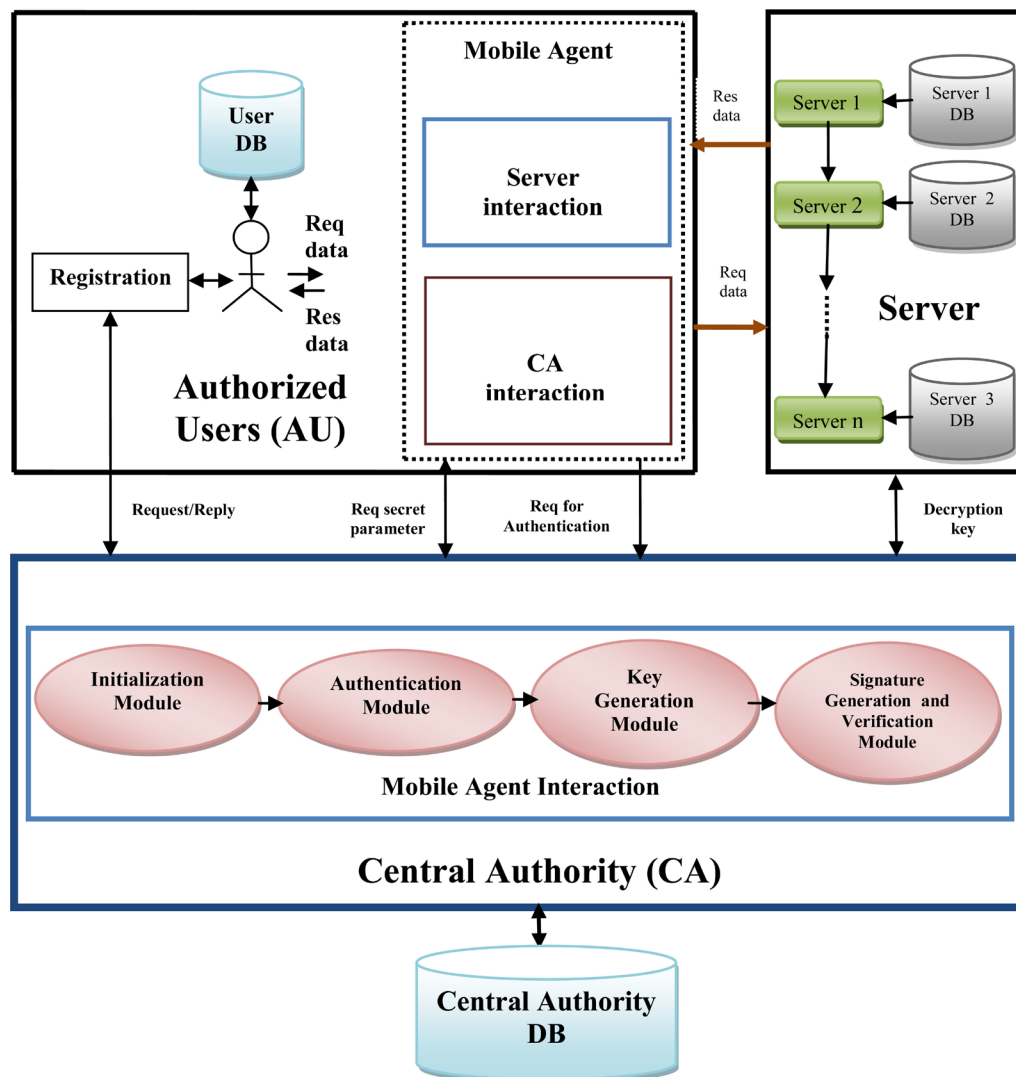 Mobile Agent
User
DB
Server
interaction
Req
data
Registration
Res
data
CA
interaction
Authorized
Users (AU)
Res
data
Req
data
Server 1
Server 1
DB
Server 2
Server 2
DB
Server
Server n
Server 3
DB
Request/Reply
Req secret
parameter
Req for
Authentication
Decryption
key
Initialization
Module
Authentication
Module
Key
Generation
Module
Signature
Generation and
Verification
Module
Mobile Agent Interaction
Central Authority (CA)
Central Authority
DB